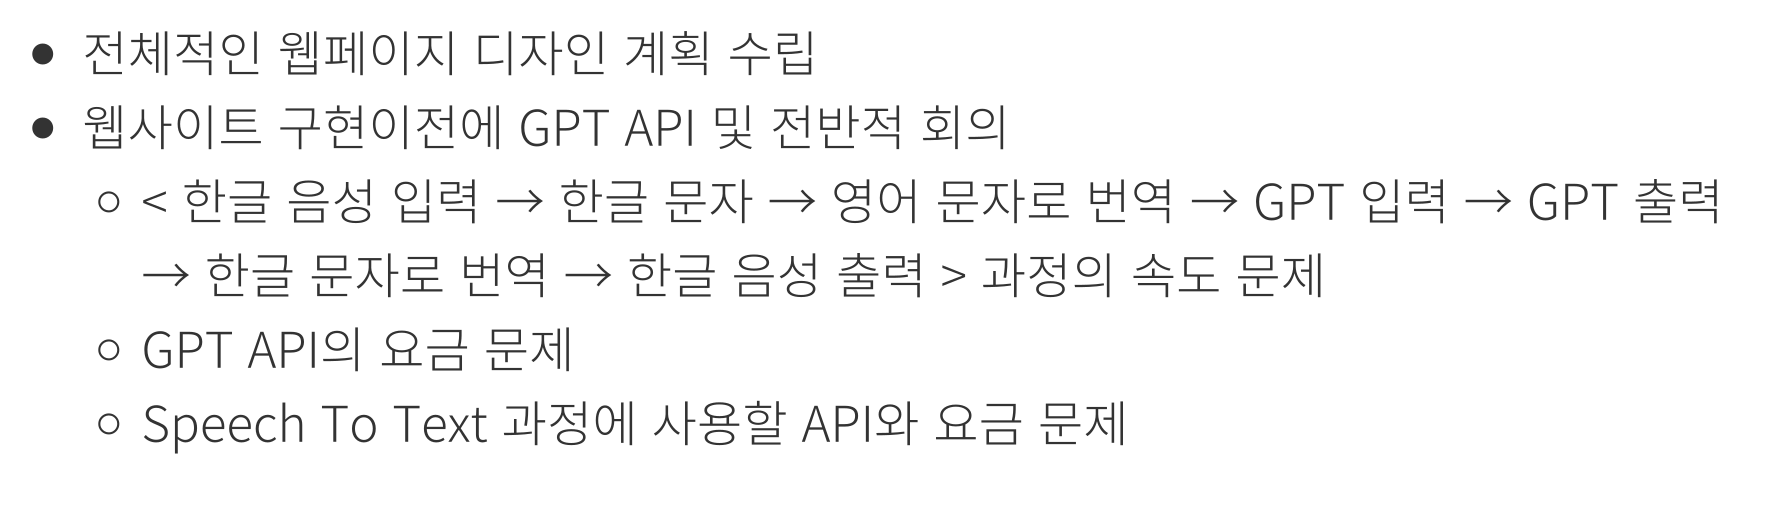 ● 전체적인 웹페이지 디자인 계획 수립
● 웹사이트 구현이전에 GPT API 및 전반적 회의
○ < 한글 음성 입력 → 한글 문자 → 영어 문자로 번역 → GPT 입력 → GPT 출력
→ 한글 문자로 번역 → 한글 음성 출력 > 과정의 속도 문제
○ GPT API의 요금 문제
○ Speech To Text 과정에 사용할 API와 요금 문제